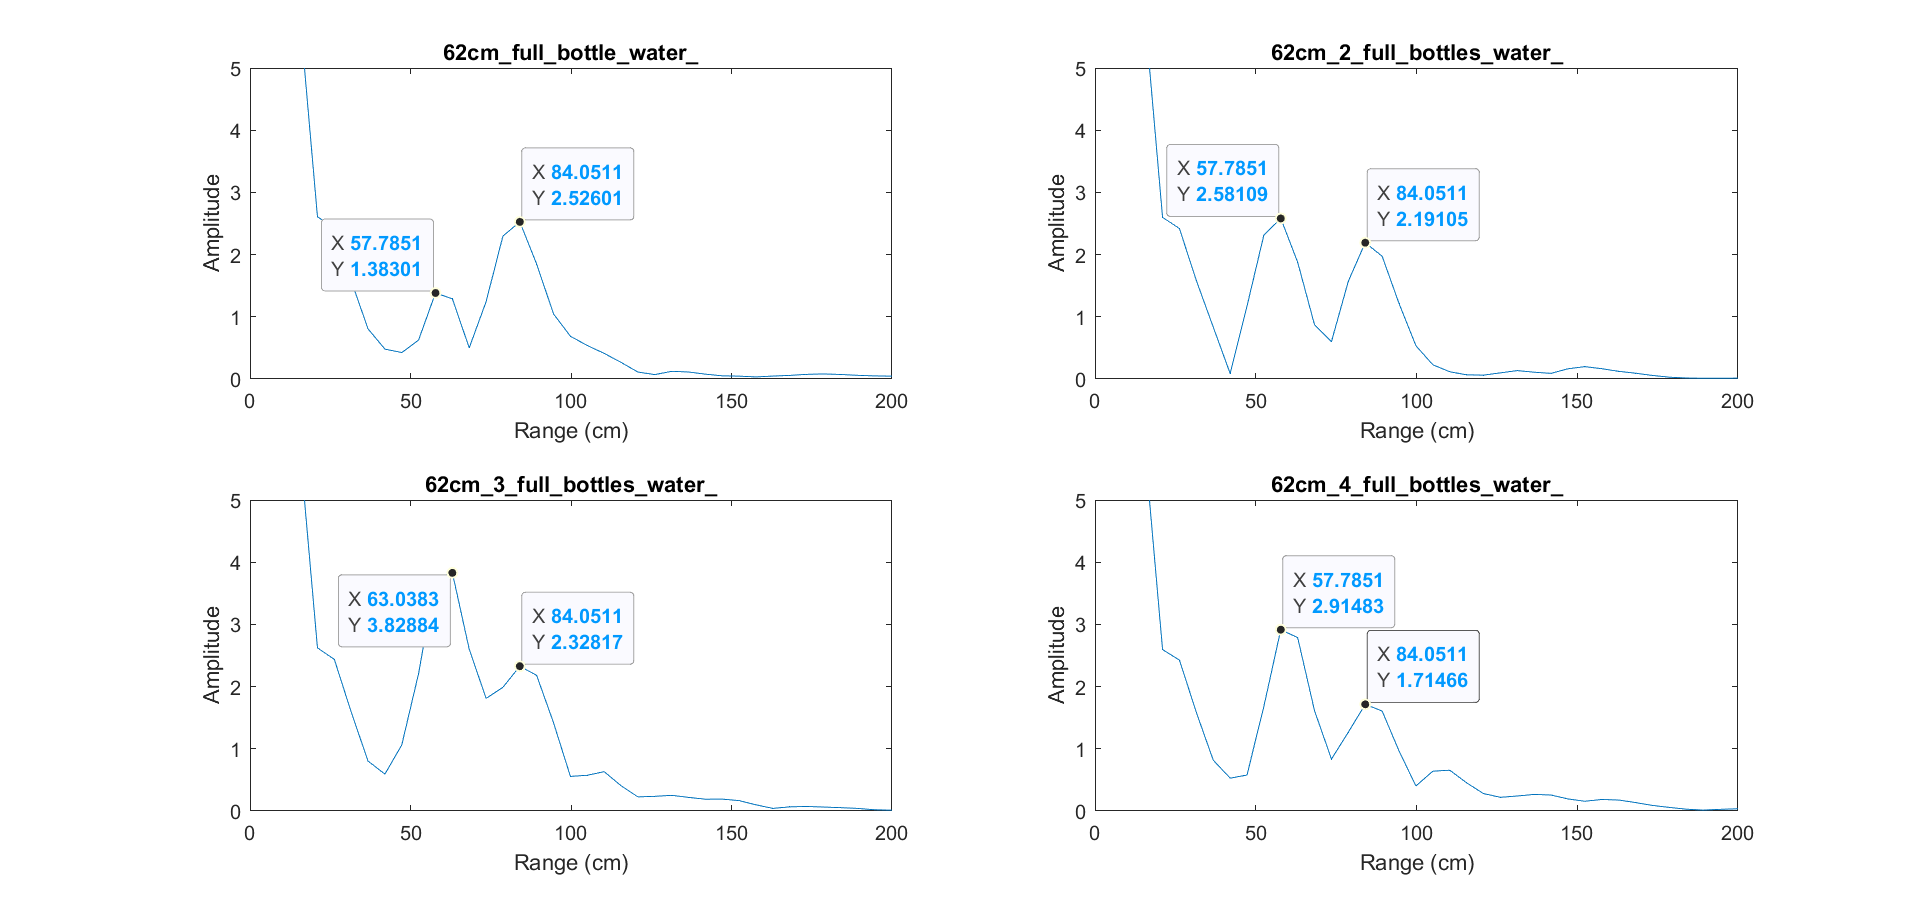 62cm_full_bottle_water_
5
4
3
2
1
0
Amplitude
X 84.0511
Y 2.52601
X 57.7851
Y 1.38301
0
50
100
150
200
Range (cm)
62cm_2_full_bottles_water_
5
4
3
2
1
0
Amplitude
X 57.7851
Y 2.58109
X 84.0511
Y 2.19105
0
50
100
150
200
Range (cm)
62cm_3_full_bottles_water_
5
4
3
2
1
0
Amplitude
X 63.0383
Y 3.82884
X 84.0511
Y 2.32817
0
50
100
150
200
Range (cm)
62cm_4_full_bottles_water_
5
4
3
2
1
0
Amplitude
X 57.7851
Y 2.91483
X 84.0511
Y 1.71466
0
50
100
150
200
Range (cm)